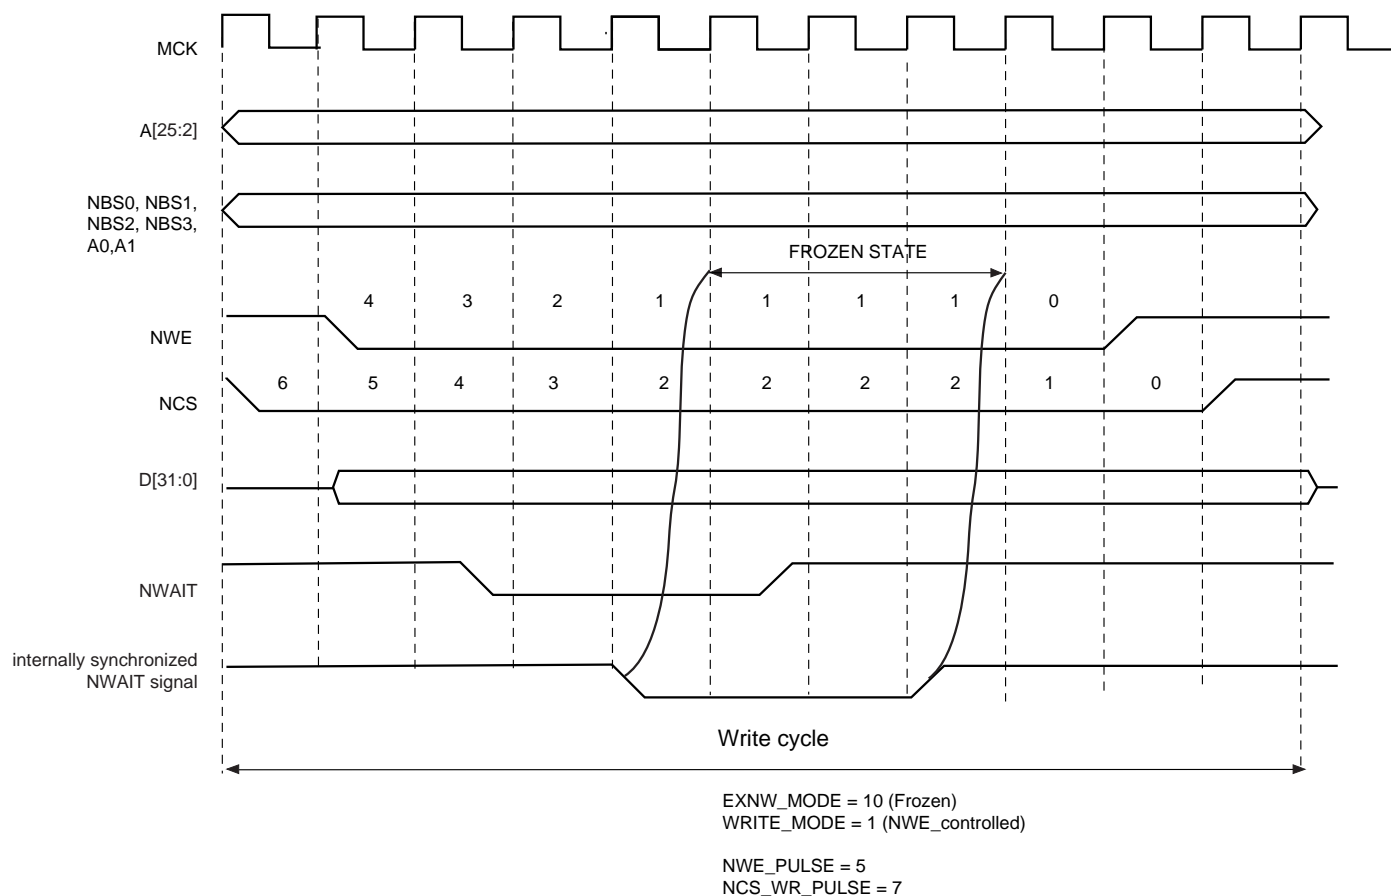 MCK
A[25:2]
NBS0, NBS1,
NBS2, NBS3,
A0,A1
FROZEN STATE
4 3 2 1 1 1 1 0
NWE
6 5 4 3 2 2 2 2 1 0
NCS
D[31:0]
NWAIT
internally synchronized
NWAIT signal
Write cycle
EXNW_MODE = 10 (Frozen)
WRITE_MODE = 1 (NWE_controlled)
NWE_PULSE = 5
NCS_WR_PULSE = 7